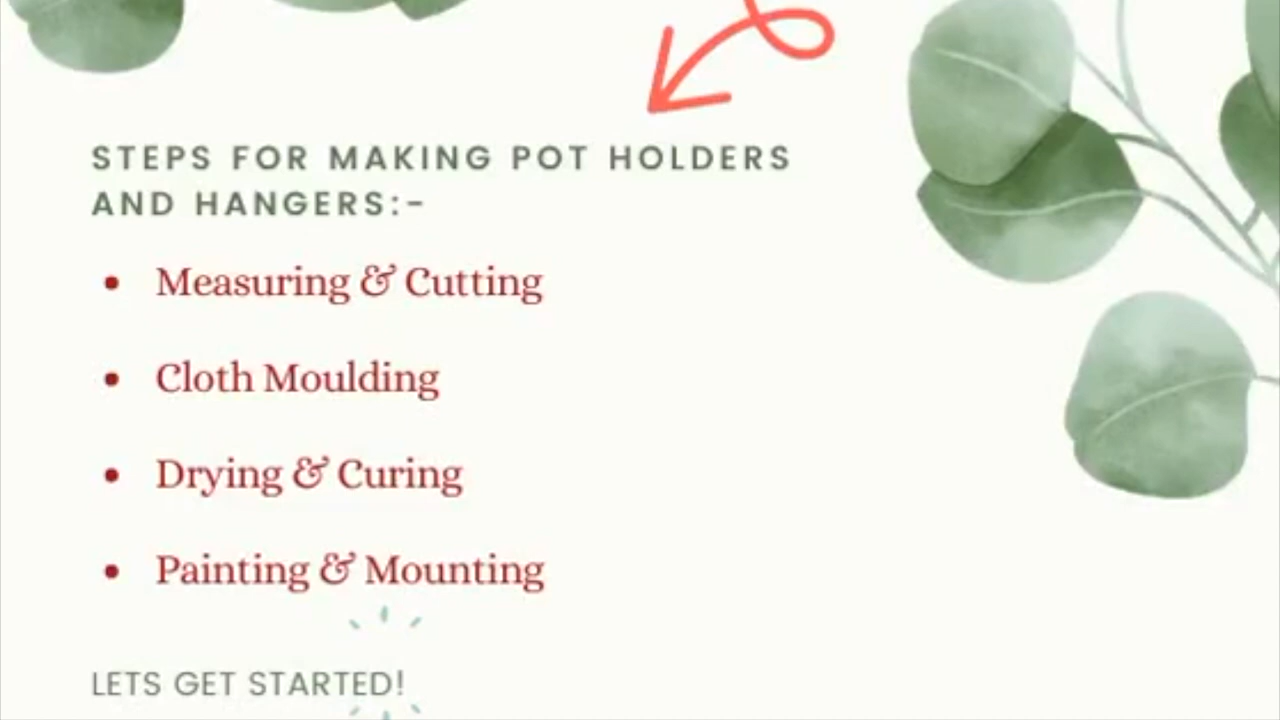 STEPS FOR MAKING POT HOLDERS
AND HANGERS:-
• Measuring & Cutting
• Cloth Moulding
• Drying & Curing
• Painting & Mounting
LETS GET STARTED!